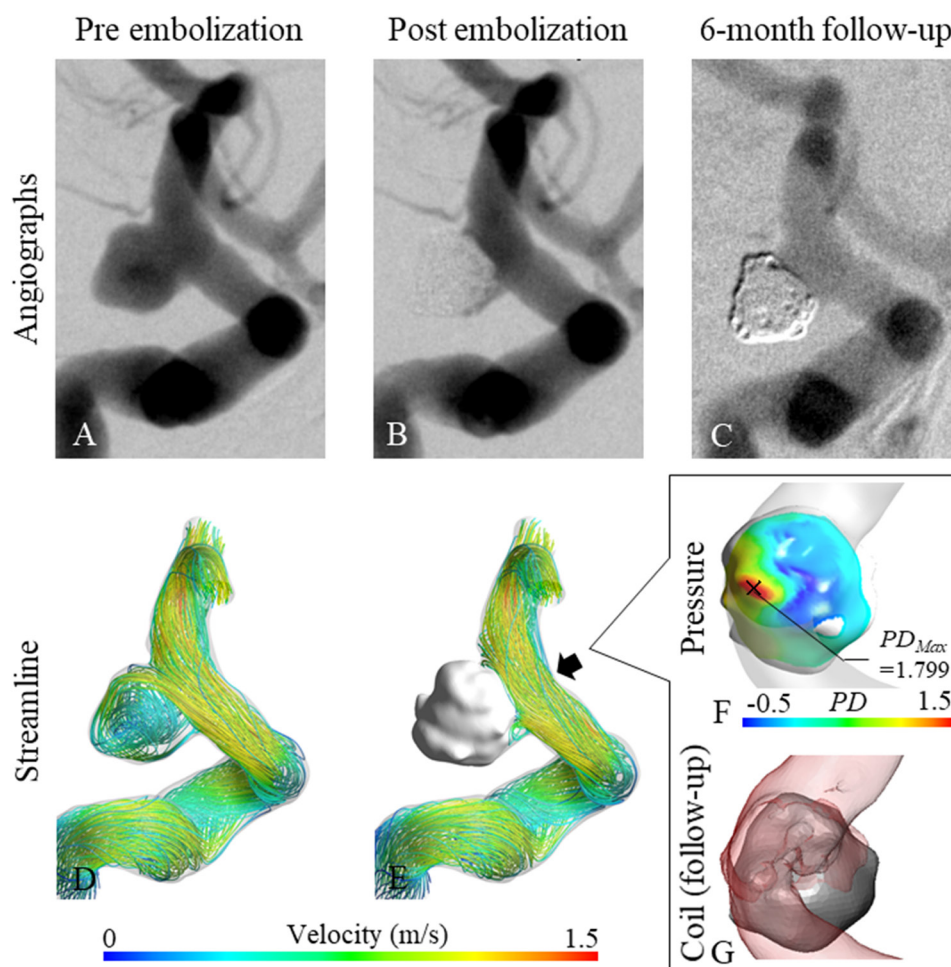 Pre embolization
Post embolization
6-month follow-up
Angiographs
A
B
C
Streamline
D
E
Pressure
PD_Max
=1.799
F
-0.5
PD
1.5
Coil (follow-up)
G
0
Velocity (m/s)
1.5